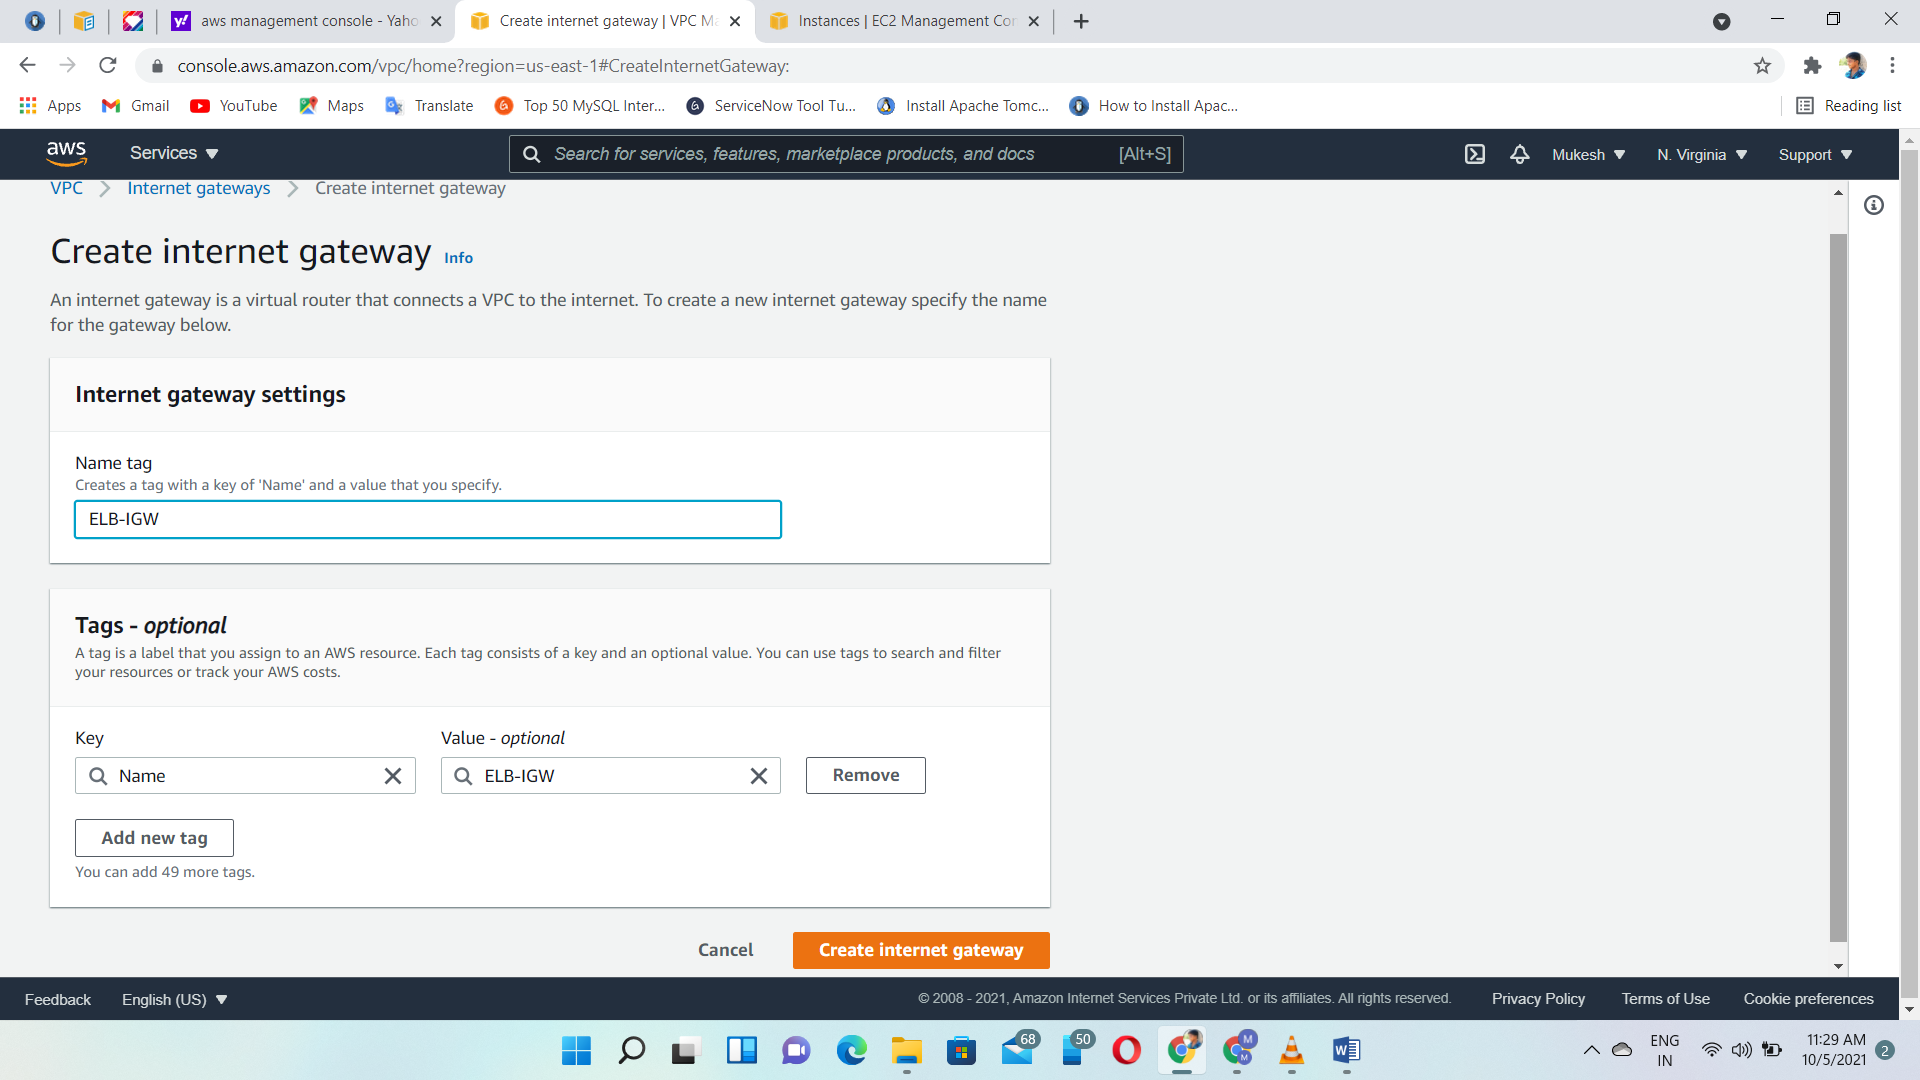 aws management console - Yaho
Create internet gateway | VPC Ma
Instances | EC2 Management Con
console.aws.amazon.com/vpc/home?region=us-east-1#CreateInternetGateway:
Apps
Gmail
YouTube
Maps
Translate
Top 50 MySQL Inter...
ServiceNow Tool Tu...
Install Apache Tomc...
How to Install Apac...
Reading list
aws
Services
Search for services, features, marketplace products, and docs
[Alt+S]
Mukesh
N. Virginia
Support
VPC
Internet gateways
Create internet gateway
Create internet gateway Info
An internet gateway is a virtual router that connects a VPC to the internet. To create a new internet gateway specify the name
for the gateway below.
Internet gateway settings
Name tag
Creates a tag with a key of 'Name' and a value that you specify.
ELB-IGW
Tags - optional
A tag is a label that you assign to an AWS resource. Each tag consists of a key and an optional value. You can use tags to search and filter
your resources or track your AWS costs.
Key
Value - optional
Name
ELB-IGW
Remove
Add new tag
You can add 49 more tags.
Cancel
Create internet gateway
Feedback
English (US)
© 2008 - 2021, Amazon Internet Services Private Ltd. or its affiliates. All rights reserved.
Privacy Policy
Terms of Use
Cookie preferences
68
50
M
M
ENG
IN
11:29 AM
10/5/2021
2